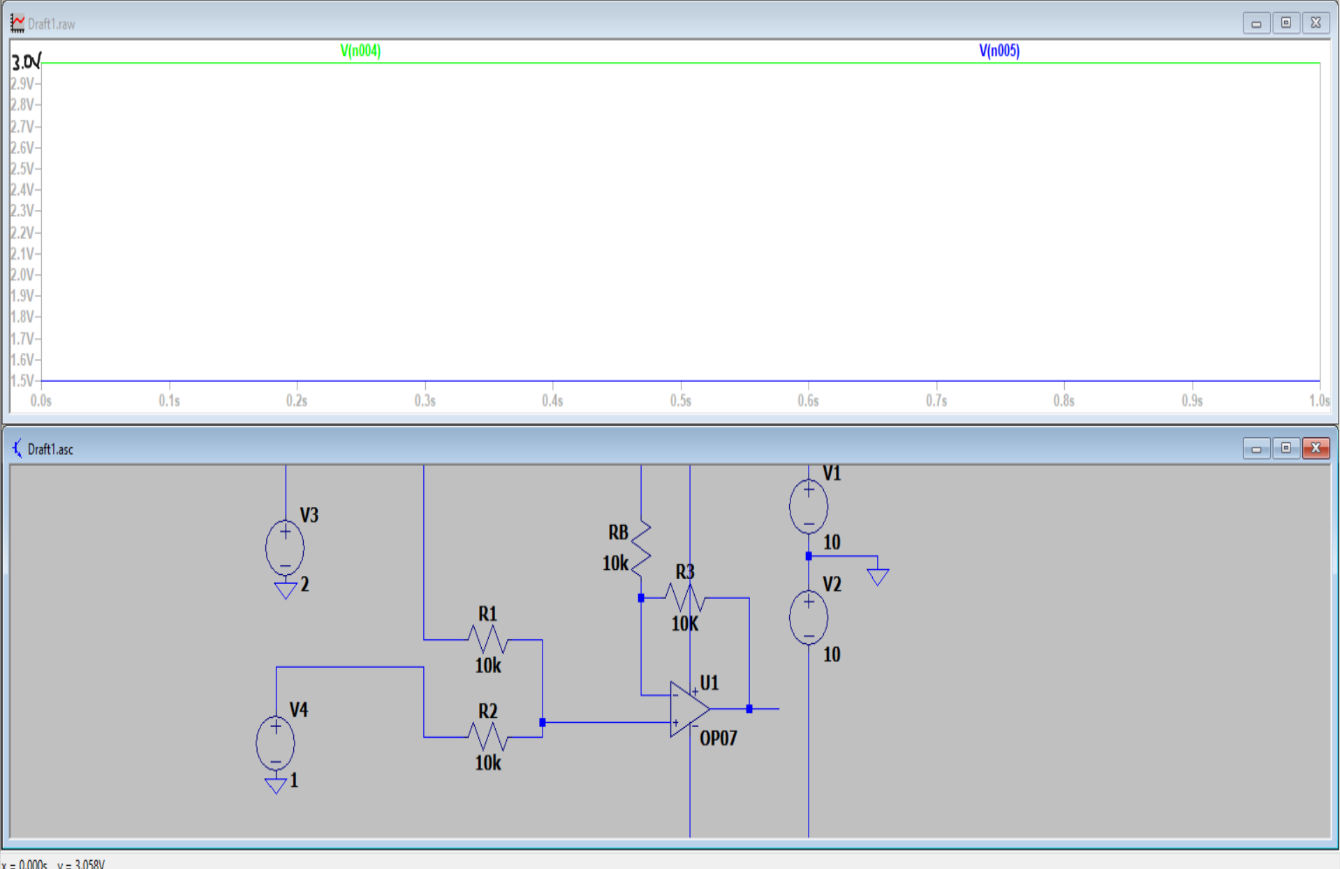 Draft1.raw
V(n004) V(n005)
3.0V
2.9V
2.8V
2.7V
2.6V
2.5V
2.4V
2.3V
2.2V
2.1V
2.0V
1.9V
1.8V
1.7V
1.6V
1.5V
0.0s 0.1s 0.2s 0.3s 0.4s 0.5s 0.6s 0.7s 0.8s 0.9s 1.0s
Draft1.asc
V1
10
V3
2
RB
10k
R3
10K
V2
10
R1
10k
U1
OP07
V4
1
R2
10k
x = 0.000s y = 3.058V